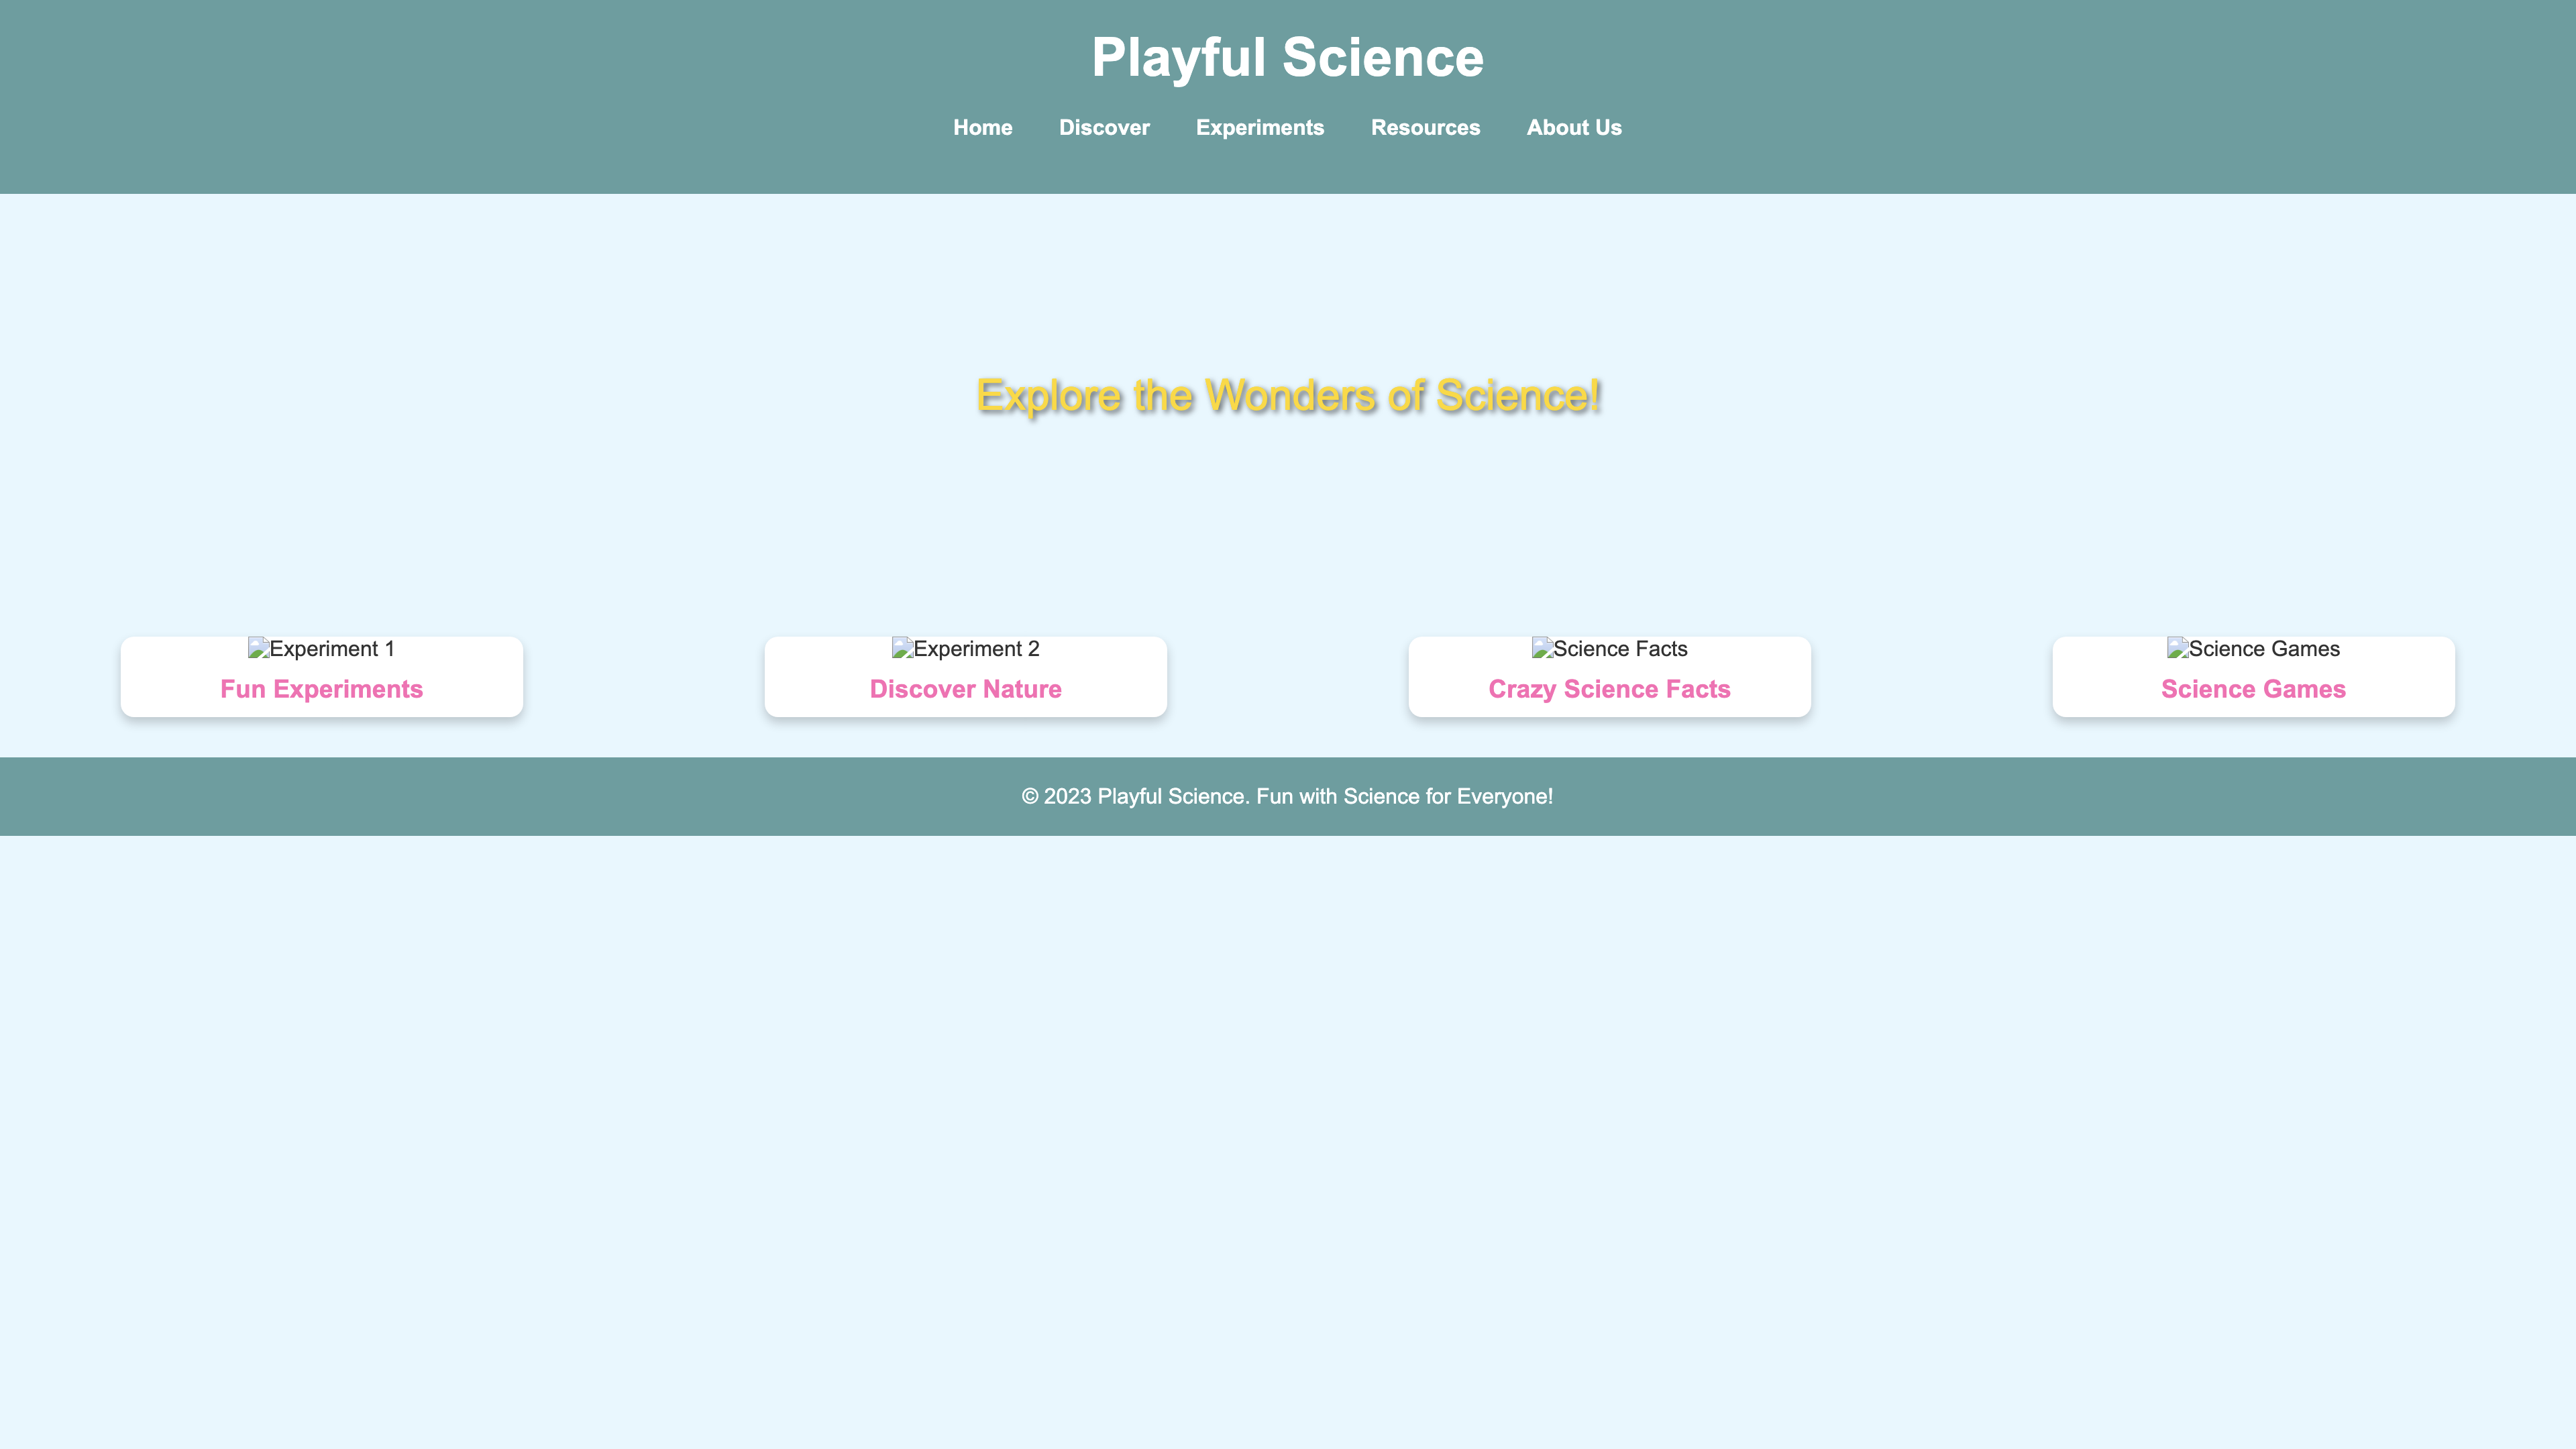 Playful Science
Home Discover Experiments Resources About Us
Explore the Wonders of Science!
Experiment 1
Fun Experiments
Experiment 2
Discover Nature
Science Facts
Crazy Science Facts
Science Games
Science Games
© 2023 Playful Science. Fun with Science for Everyone!